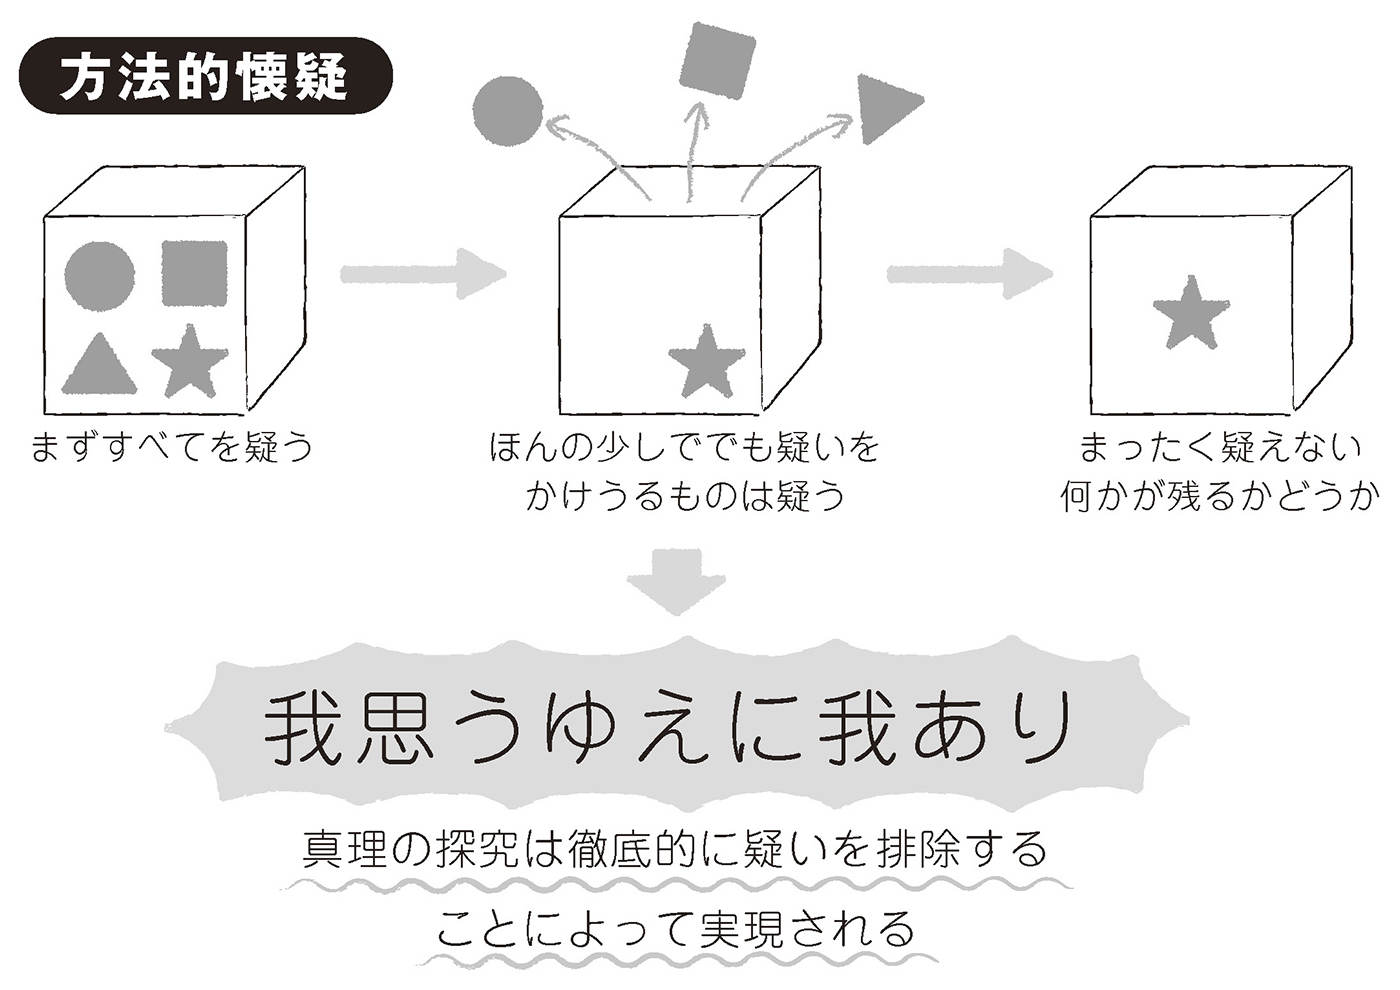 方法的懐疑
まずすべてを疑う
ほんの少しででも疑いを
かけうるものは疑う
まったく疑えない
何かが残るかどうか
我思うゆえに我あり
真理の探究は徹底的に疑いを排除する
ことによって実現される